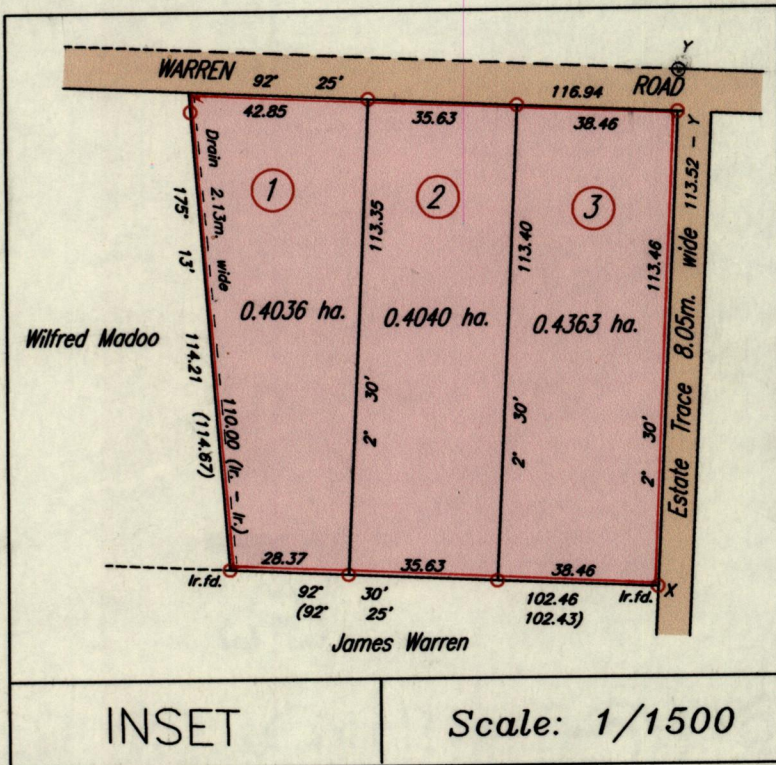 Y
WARREN ROAD
92° 25' 116.94
42.85 35.63 38.46
1 2 3
Drain 2.13m. wide
175° 13'
114.21
(114.67)
110.00 (Ir. - Ir.)
113.35
2° 30'
113.40
2° 30'
113.46
2° 30'
113.52 - Y
Estate Trace 8.05m. wide
0.4036 ha. 0.4040 ha. 0.4363 ha.
Wilfred Madoo
28.37 35.63 38.46
Ir.fd. 92° 30' 102.46 Ir.fd. X
(92° 25' 102.43)
James Warren
INSET Scale: 1/1500